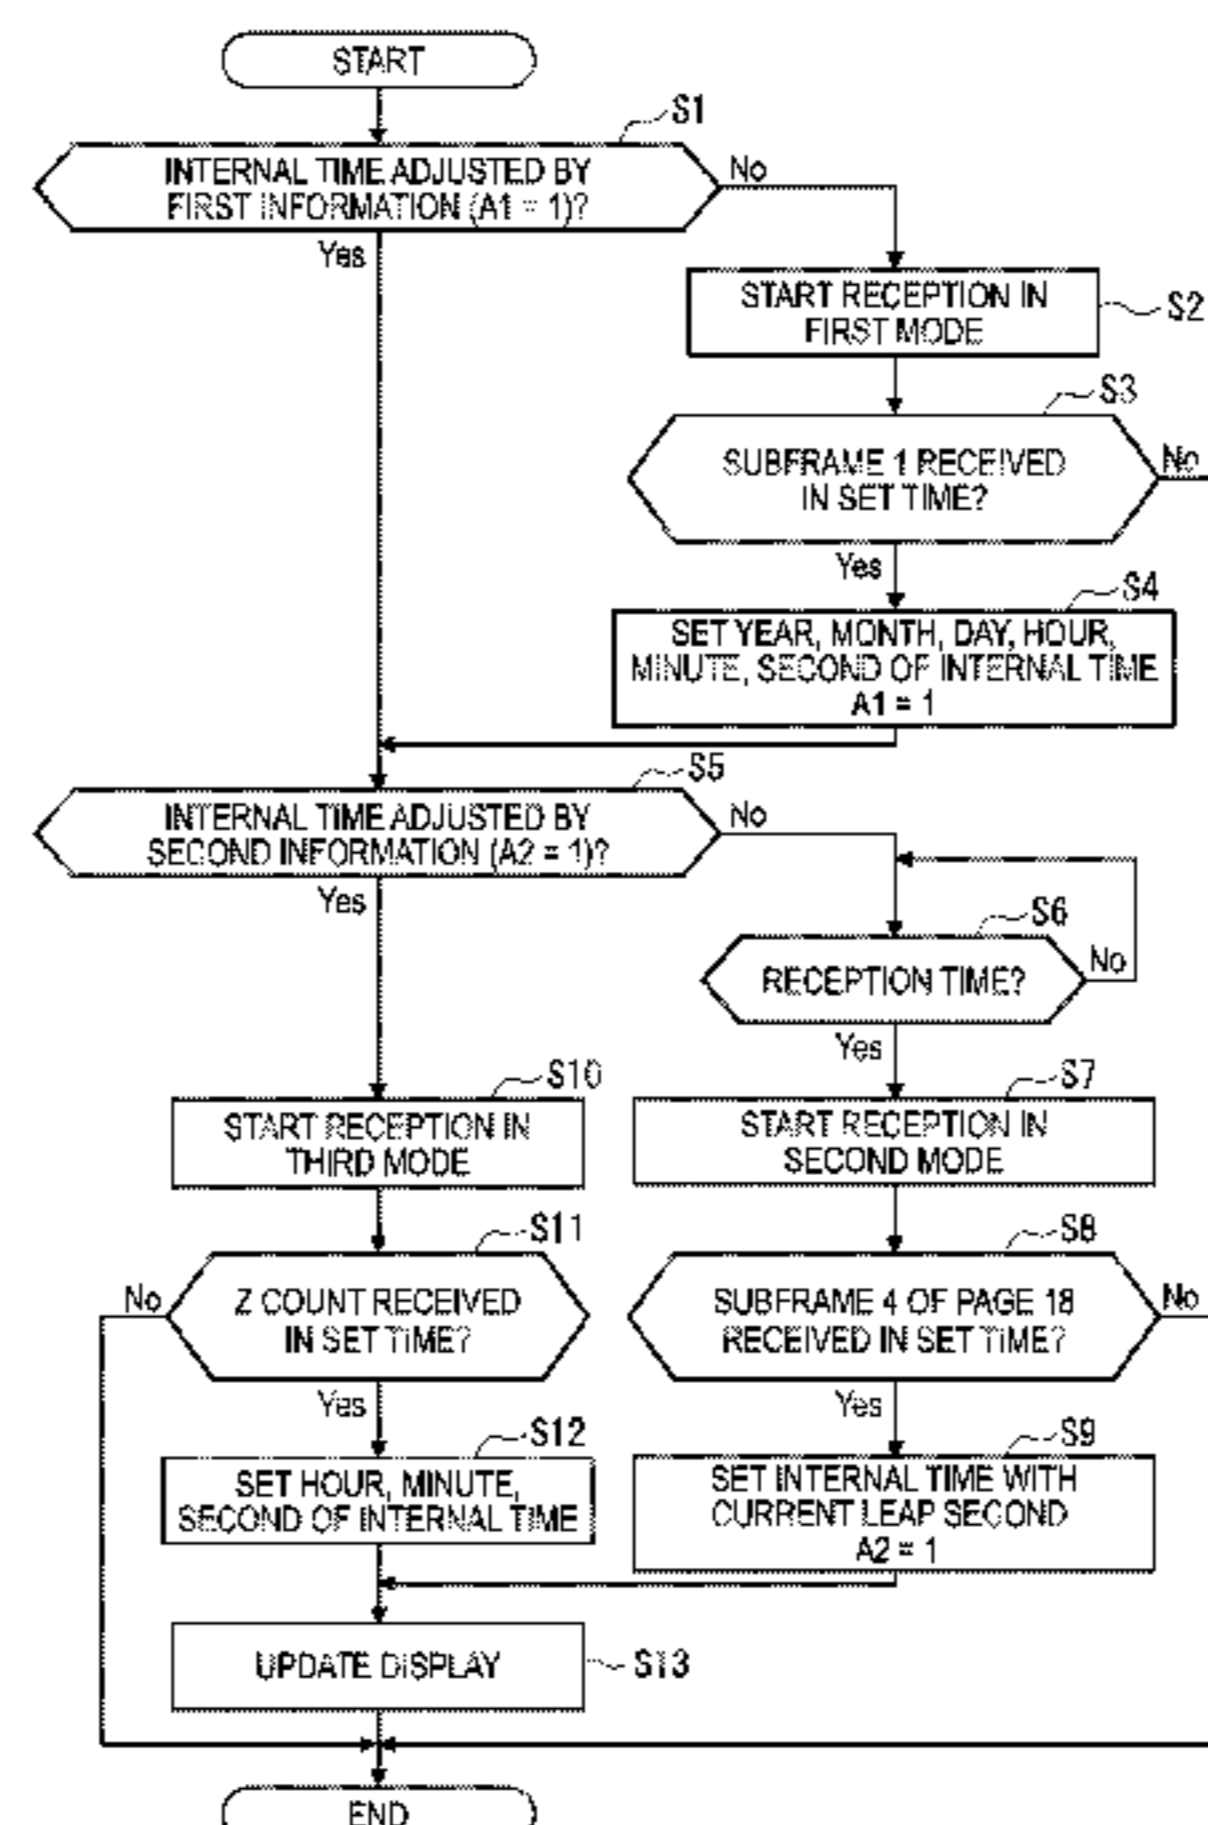 START
S1
INTERNAL TIME ADJUSTED BY
FIRST INFORMATION (A1 = 1)?
No
Yes
START RECEPTION IN
FIRST MODE
S2
S3
SUBFRAME 1 RECEIVED
IN SET TIME?
No
Yes
S4
SET YEAR, MONTH, DAY, HOUR,
MINUTE, SECOND OF INTERNAL TIME
A1 = 1
S5
INTERNAL TIME ADJUSTED BY
SECOND INFORMATION (A2 = 1)?
No
Yes
S6
RECEPTION TIME?
No
Yes
S10
START RECEPTION IN
THIRD MODE
S7
START RECEPTION IN
SECOND MODE
S11
Z COUNT RECEIVED
IN SET TIME?
No
Yes
S8
SUBFRAME 4 OF PAGE 18
RECEIVED IN SET TIME?
No
Yes
S12
SET HOUR, MINUTE,
SECOND OF INTERNAL TIME
S9
SET INTERNAL TIME WITH
CURRENT LEAP SECOND
A2 = 1
UPDATE DISPLAY
S13
END